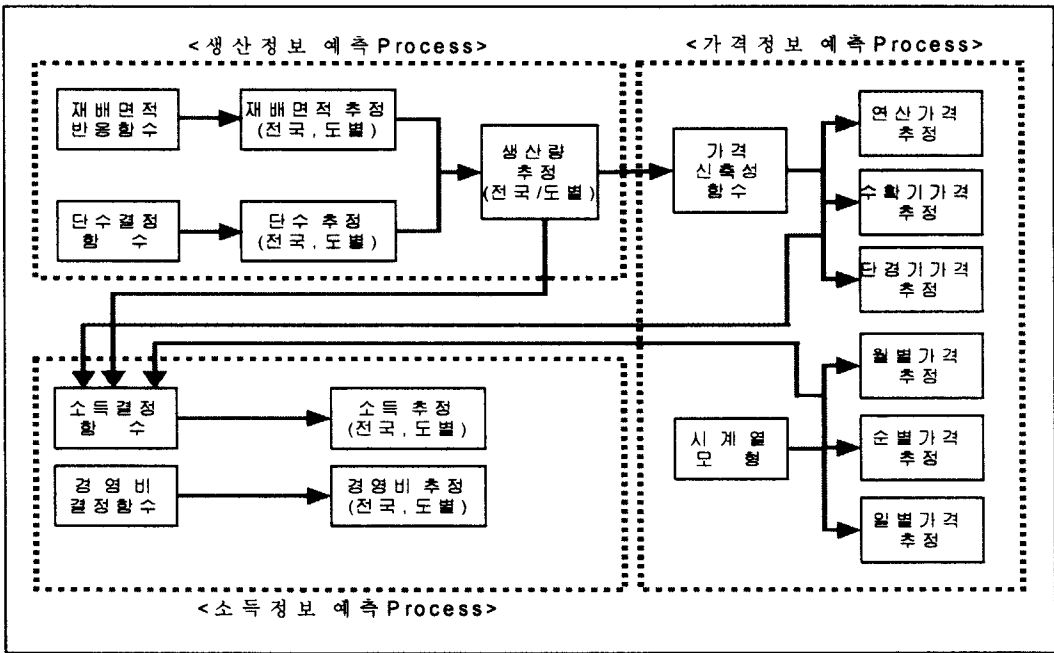 <생산정보 예측Process>
재배면적
반응함수
재배면적 추정
(전국, 도별)
단수결정
함 수
단수 추정
(전국, 도별)
생산량
추정
(전국/도별)
<가격정보 예측Process>
가격
신축성
함수
연산가격
추정
수확기가격
추정
단경기가격
추정
시계열
모 형
월별가격
추정
순별가격
추정
일별가격
추정
소득결정
함 수
소득 추정
(전국, 도별)
경영비
결정함수
경영비 추정
(전국, 도별)
<소득정보 예측Process>